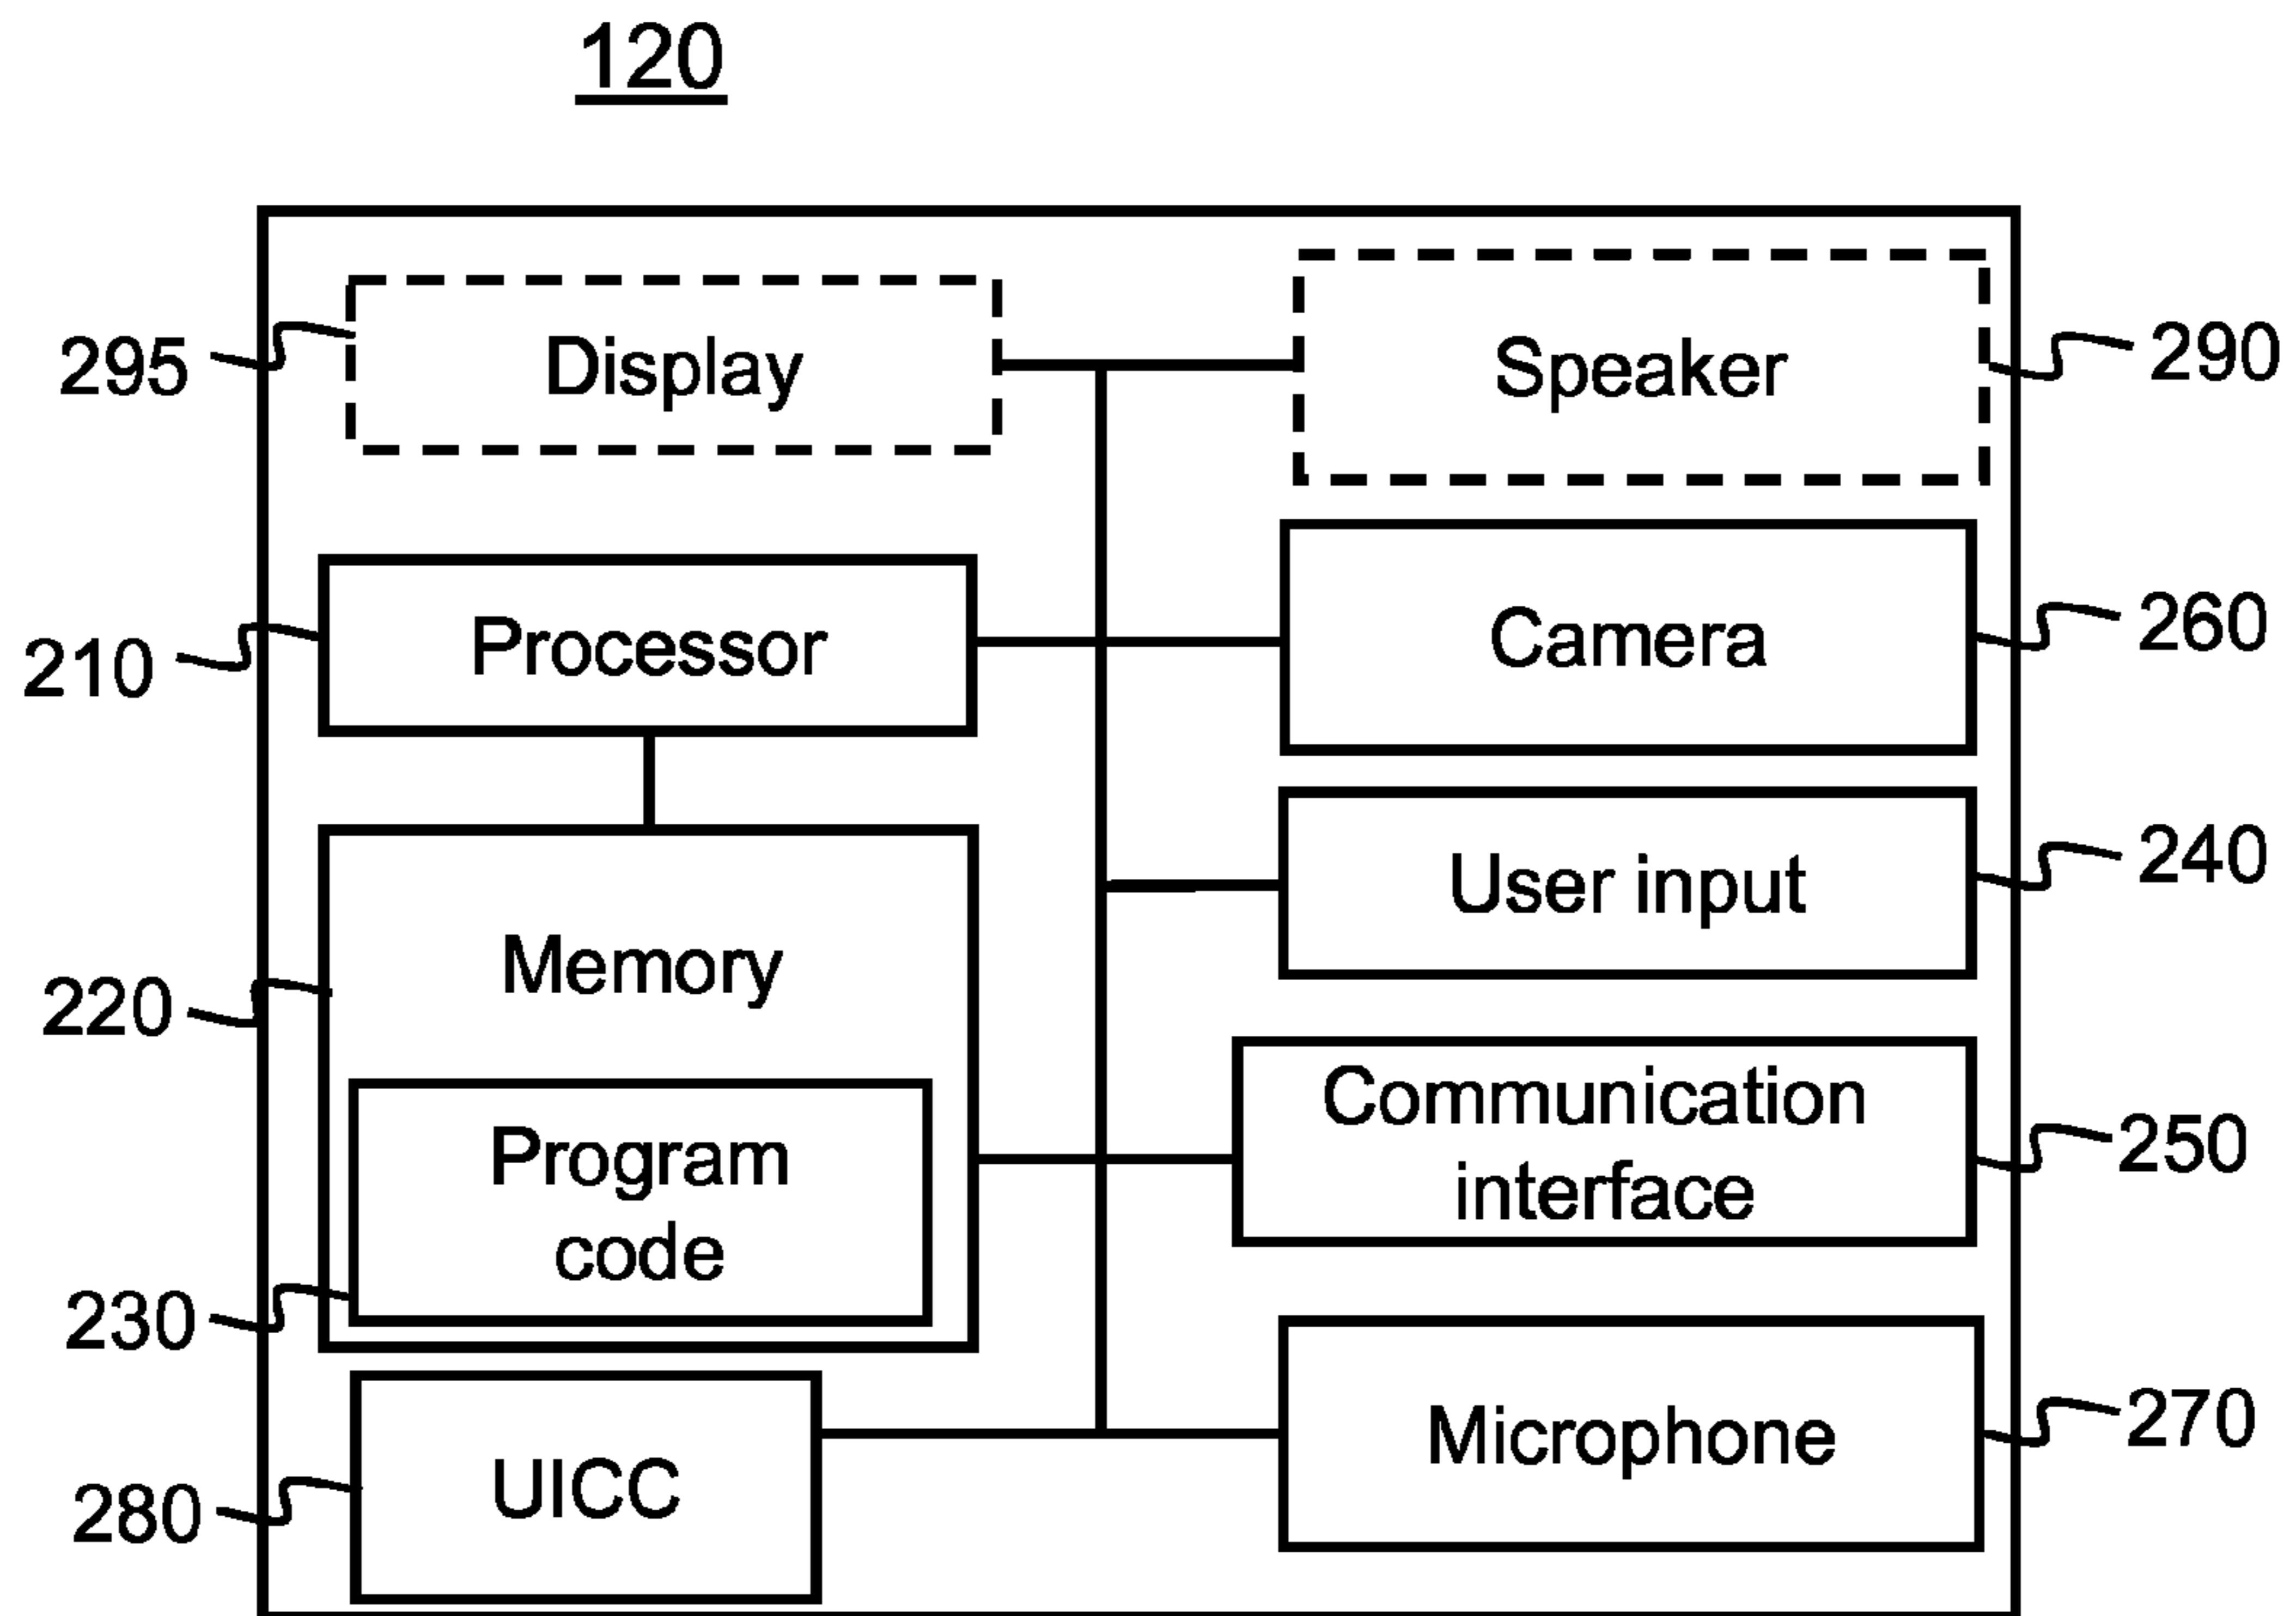 120
295
Display
Speaker
290
210
Processor
Camera
260
User input
240
220
Memory
Program
code
230
Communication
interface
250
280
UICC
Microphone
270